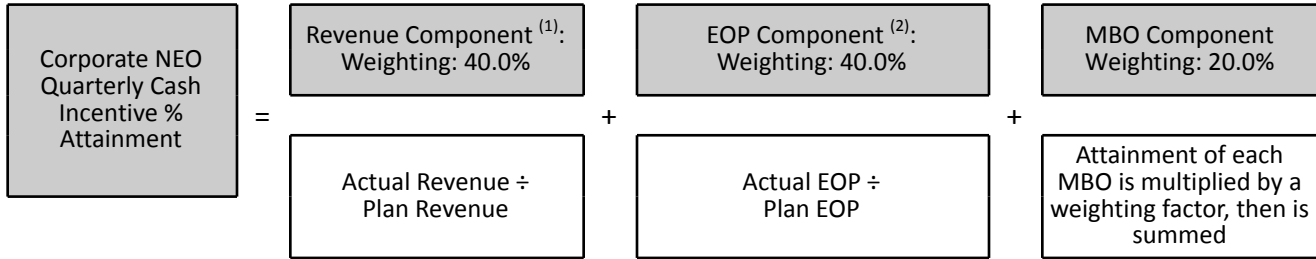 Corporate NEO
Quarterly Cash
Incentive %
Attainment
=
Revenue Component (1):
Weighting: 40.0%
Actual Revenue ÷
Plan Revenue
+
EOP Component (2):
Weighting: 40.0%
Actual EOP ÷
Plan EOP
+
MBO Component
Weighting: 20.0%
Attainment of each
MBO is multiplied by a
weighting factor, then is
summed